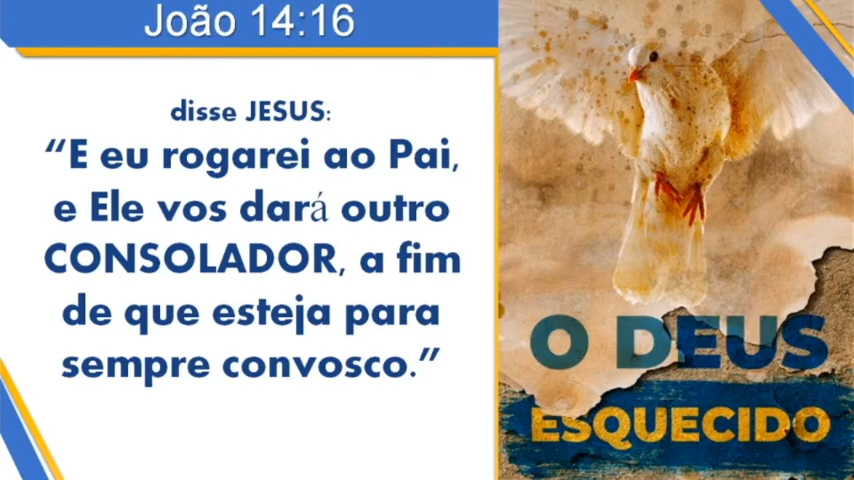 João 14:16
disse JESUS:
“E eu rogarei ao Pai,
e Ele vos dará outro
CONSOLADOR, a fim
de que esteja para
sempre convosco.”
O DEUS
ESQUECIDO